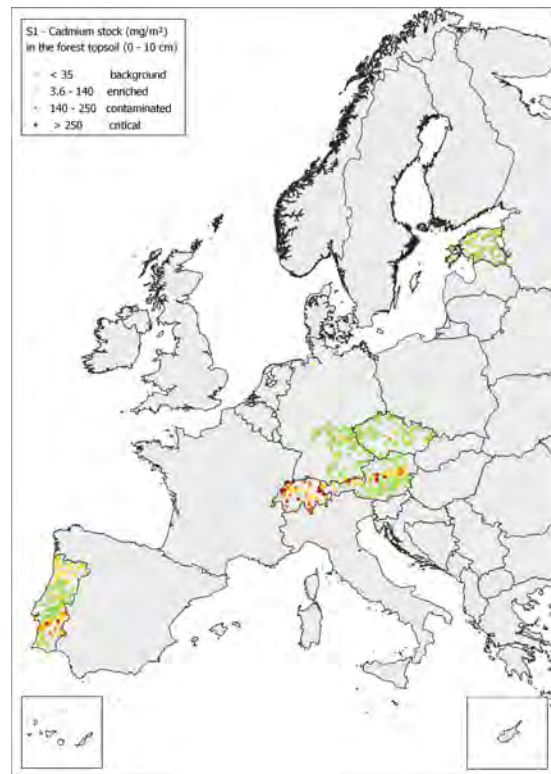 S1 - Cadmium stock (mg/m²)
in the forest topsoil (0 - 10 cm)
< 35 background
3.6 - 140 enriched
140 - 250 contaminated
> 250 critical